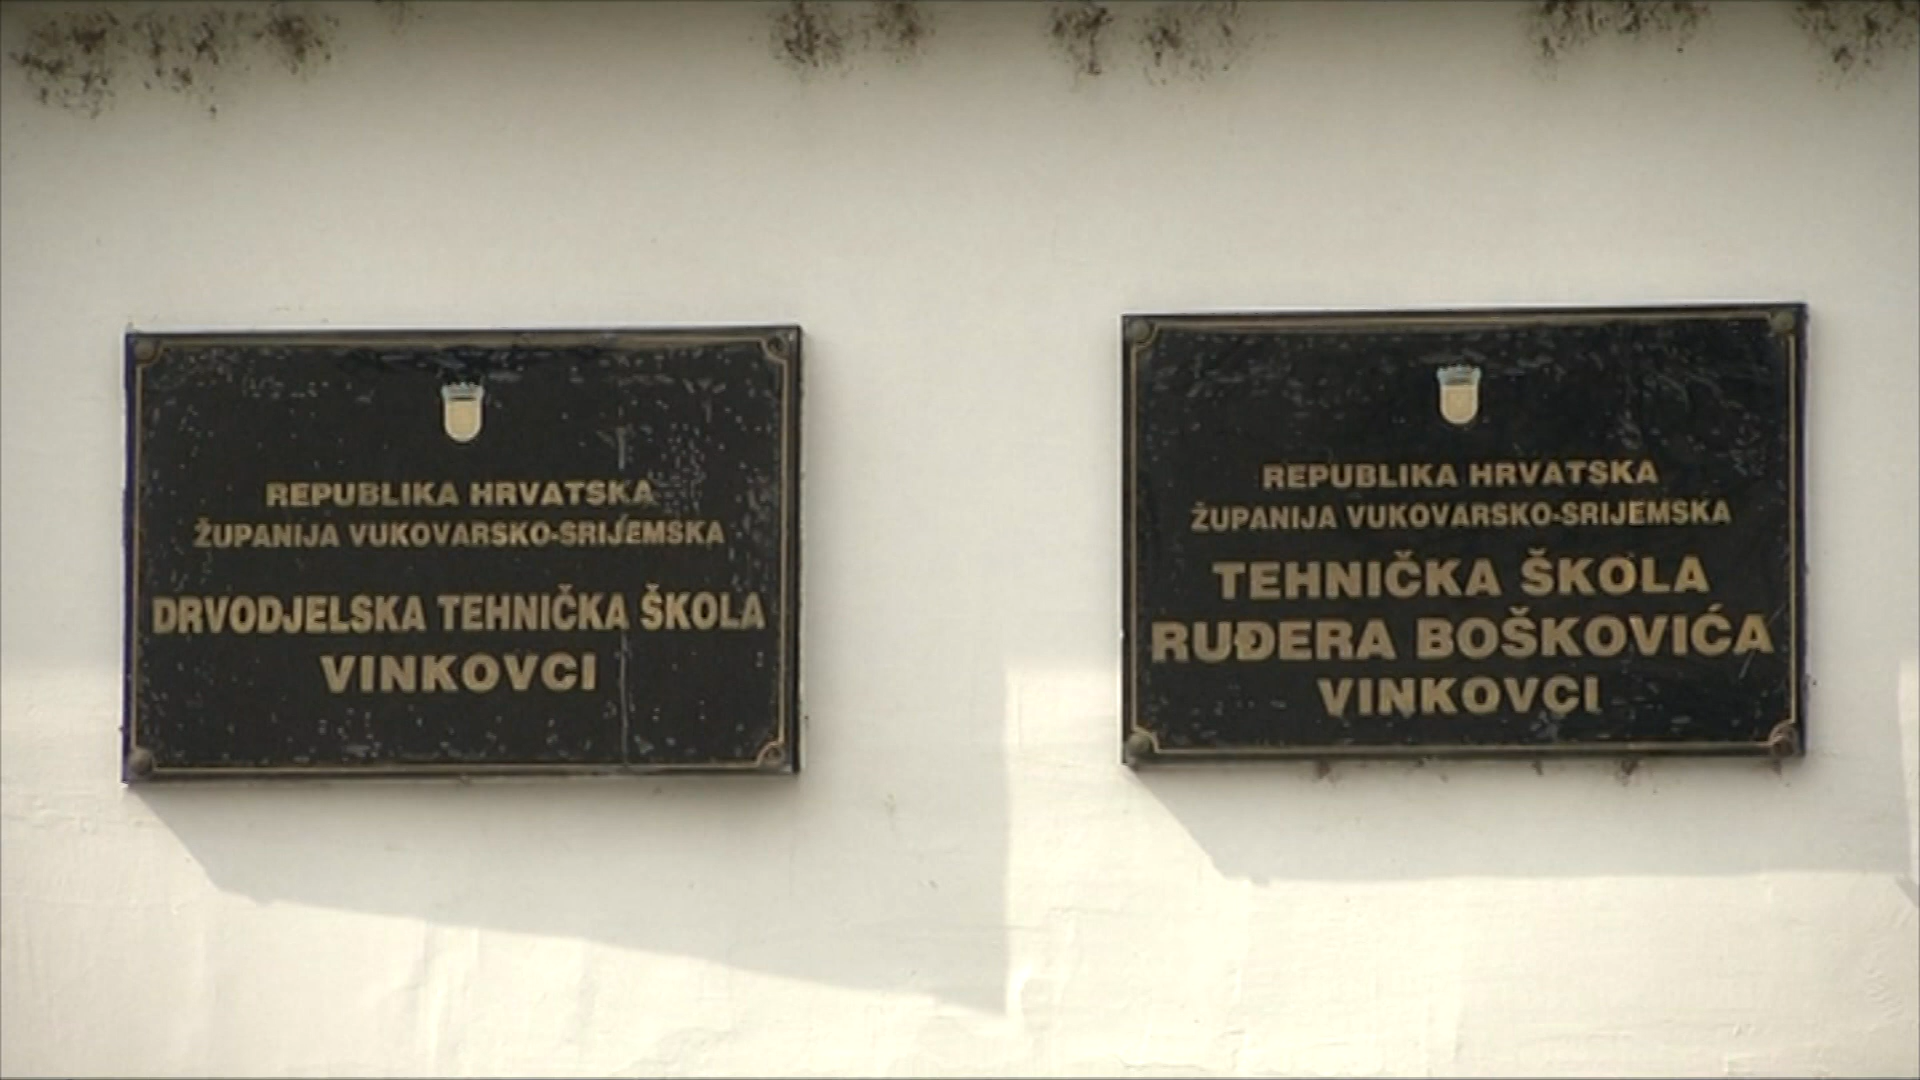 REPUBLIKA HRVATSKA
ŽUPANIJA VUKOVARSKO-SRIJEMSKA
DRVODJELSKA TEHNIČKA ŠKOLA
VINKOVCI
REPUBLIKA HRVATSKA
ŽUPANIJA VUKOVARSKO-SRIJEMSKA
TEHNIČKA ŠKOLA
RUĐERA BOŠKOVIĆA
VINKOVCI